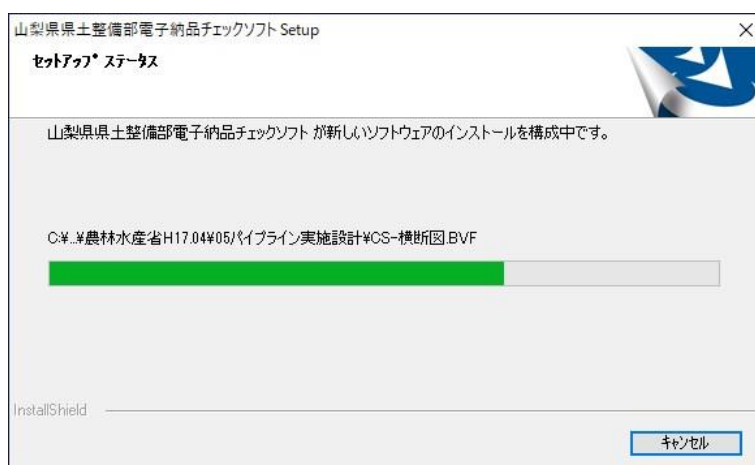 山梨県県土整備部電子納品チェックソフト Setup
セットアップ ステータス
山梨県県土整備部電子納品チェックソフト が新しいソフトウェアのインストールを構成中です。
C:¥...¥農林水産省H17.04¥05パイプライン実施設計¥CS-横断図.BVF
InstallShield
キャンセル